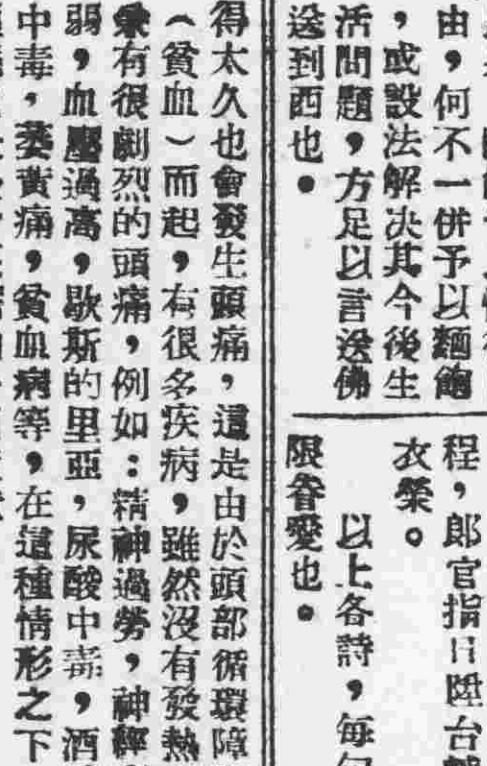 由，何不一併予以麵飽
，或設法解决其今後生
活問題，方足以言送佛
送到西也。
程，郎官指日陞台
衣榮。
以上各詩，每
限眷愛也。
得太久也會發生頭痛，這是由於頭部循環障
（貧血）而起，有很多疾病，雖然沒有發熱
有很劇烈的頭痛，例如：精神過勞，神經
弱，血壓過高，歇斯的里亞，尿酸中毒，酒
中毒，萎黃病，貧血病等，在這種情形之下